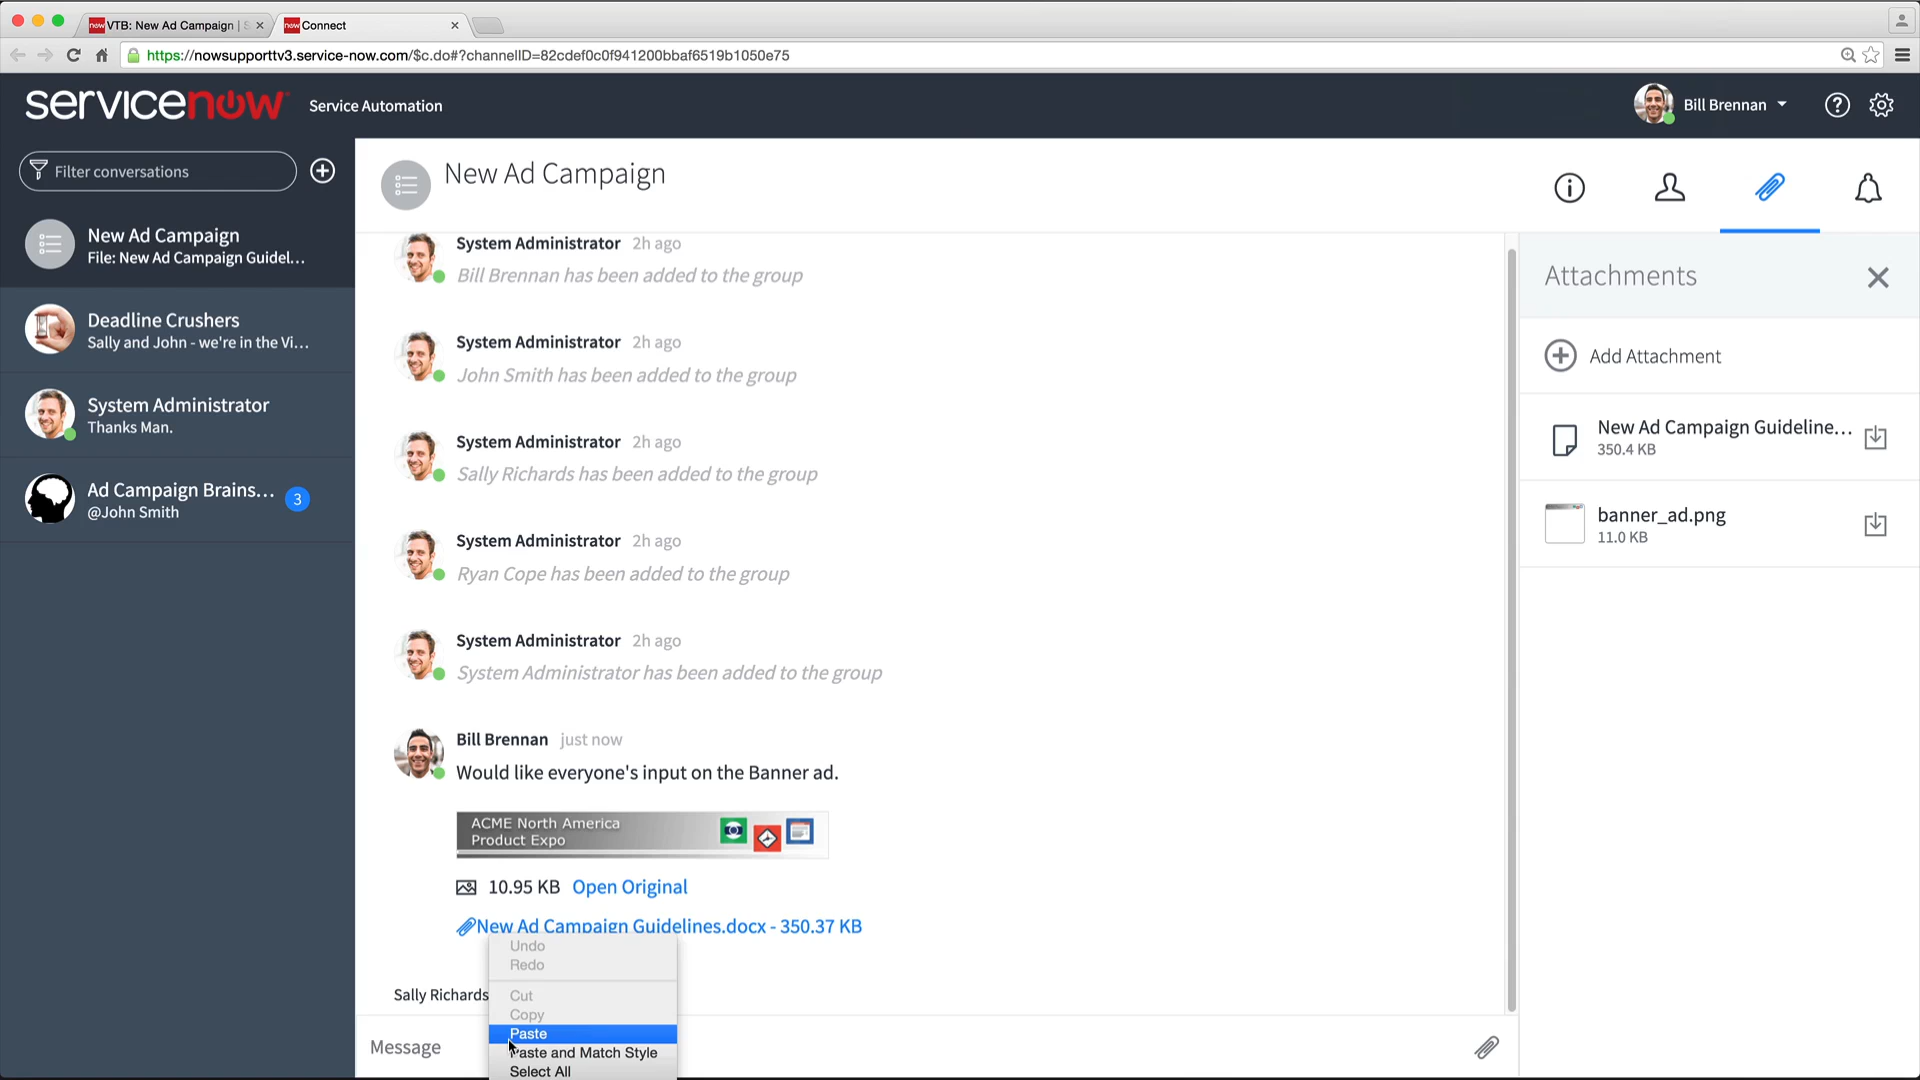 VTB: New Ad Campaign | S
Connect
https://nowsupporttv3.service-now.com/$c.do#?channelID=82cdef0c0f941200bbaf6519b1050e75
servicenow
Service Automation
Bill Brennan
Filter conversations
New Ad Campaign
File: New Ad Campaign Guidel...
Deadline Crushers
Sally and John - we're in the Vi...
System Administrator
Thanks Man.
Ad Campaign Brains...
@John Smith
3
New Ad Campaign
System Administrator 2h ago
Bill Brennan has been added to the group
System Administrator 2h ago
John Smith has been added to the group
System Administrator 2h ago
Sally Richards has been added to the group
System Administrator 2h ago
Ryan Cope has been added to the group
System Administrator 2h ago
System Administrator has been added to the group
Bill Brennan just now
Would like everyone's input on the Banner ad.
ACME North America
Product Expo
10.95 KB Open Original
New Ad Campaign Guidelines.docx - 350.37 KB
Sally Richards
Message
Undo
Redo
Cut
Copy
Paste
Paste and Match Style
Select All
Attachments
Add Attachment
New Ad Campaign Guideline...
350.4 KB
banner_ad.png
11.0 KB